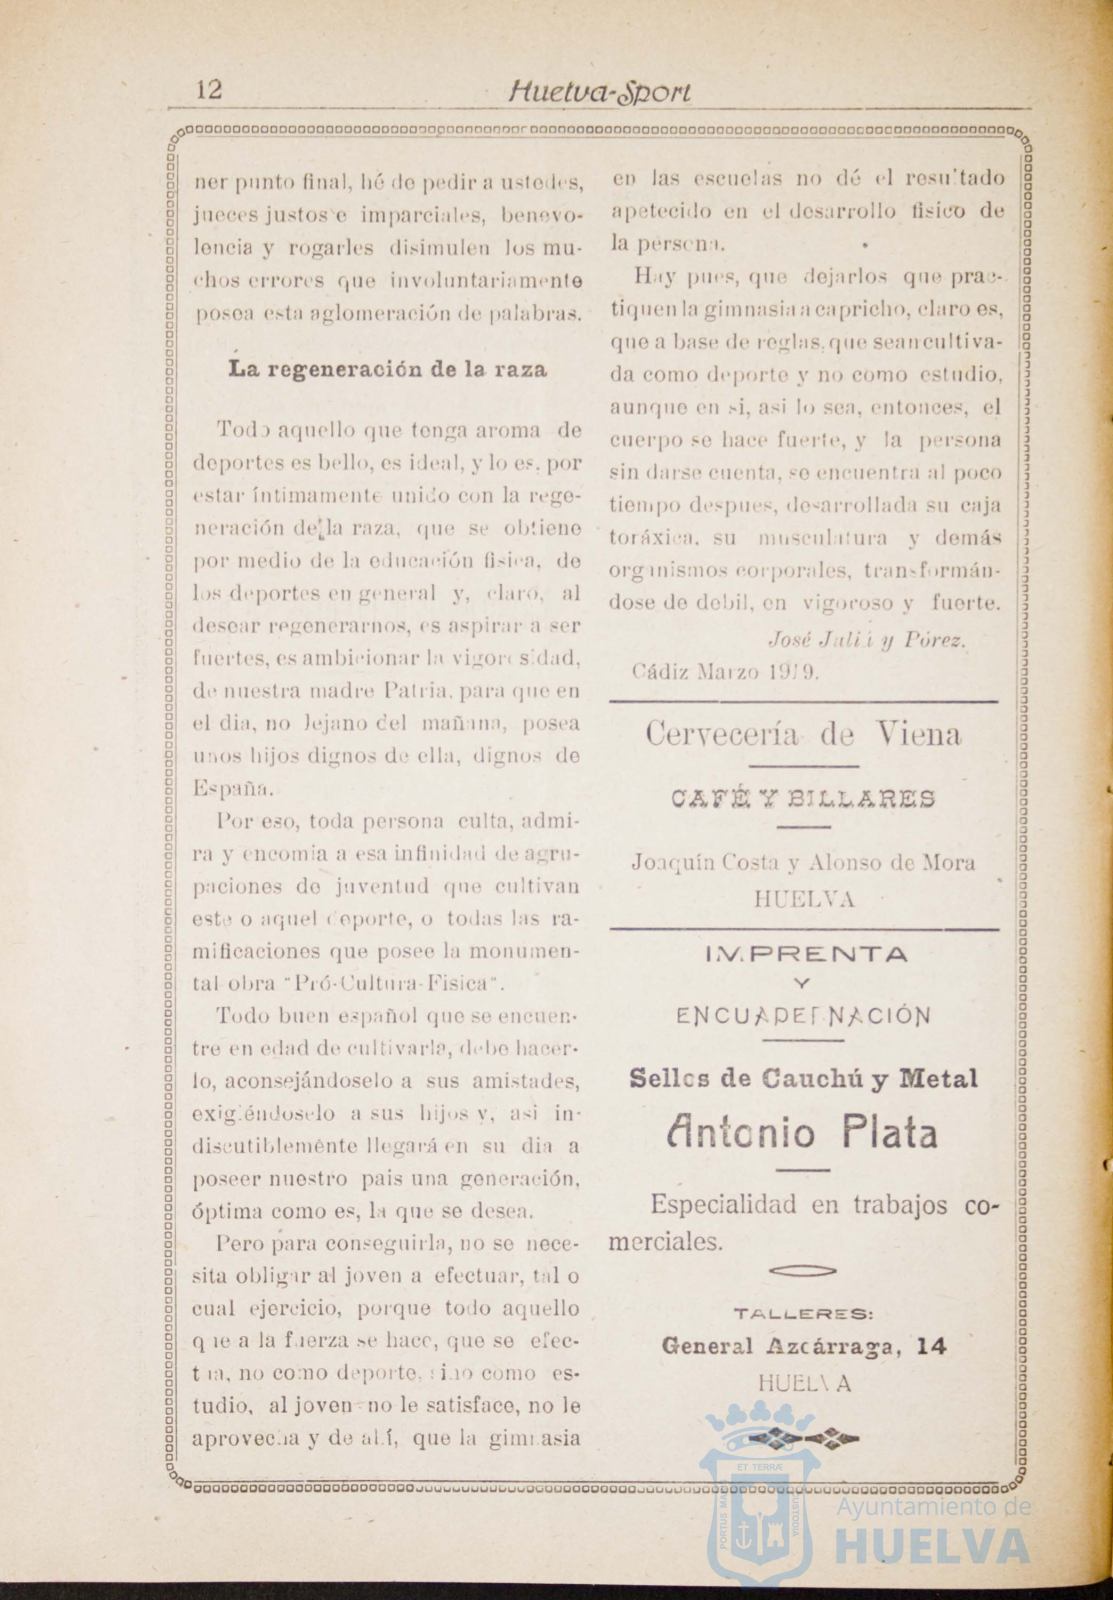 12
Huelva-Sport
ner punto final, hé de pedir a ustedes,
jueces justos e imparciales, benevo-
lencia y rogarles disimulen los mu-
chos errores que involuntariamente
posea esta aglomeración de palabras.
La regeneración de la raza
Todo aquello que tenga aroma de
deportes es bello, es ideal, y lo es, por
estar íntimamente unido con la rege-
neración de la raza, que se obtiene
por medio de la educación fisica, de
los deportes en general y, claro, al
desear regenerarnos, es aspirar a ser
fuertes, es ambicionar la vigorosidad,
de nuestra madre Patria, para que en
el dia, no lejano del mañana, posea
unos hijos dignos de ella, dignos de
España.
Por eso, toda persona culta, admi-
ra y encomia a esa infinidad de agru-
paciones de juventud que cultivan
este o aquel deporte, o todas las ra-
mificaciones que posee la monumen-
tal obra "Pró-Cultura-Fisica".
Todo buen español que se encuen-
tre en edad de cultivarla, debe hacer-
lo, aconsejándoselo a sus amistades,
exigiéndoselo a sus hijos y, asi in-
discutiblemente llegará en su dia a
poseer nuestro pais una generación,
óptima como es, la que se desea.
Pero para conseguirla, no se nece-
sita obligar al joven a efectuar, tal o
cual ejercicio, porque todo aquello
que a la fuerza se hace, que se efec-
tua, no como deporte, sino como es-
tudio, al joven no le satisface, no le
aprovecha y de ahí, que la gimnasia
en las escuelas no dé el resultado
apetecido en el desarrollo fisico de
la persona.
Hay pues, que dejarlos que prac-
tiquen la gimnasia a capricho, claro es,
que a base de reglas, que sean cultiva-
da como deporte y no como estudio,
aunque en si, asi lo sea, entonces, el
cuerpo se hace fuerte, y la persona
sin darse cuenta, se encuentra al poco
tiempo despues, desarrollada su caja
toráxica, su musculatura y demás
organismos corporales, transformán-
dose de debil, en vigoroso y fuerte.
José Juliá y Pérez.
Cádiz Marzo 1919.
Cervecería de Viena
CAFÉ Y BILLARES
Joaquín Costa y Alonso de Mora
HUELVA
IMPRENTA
Y
ENCUADERNACIÓN
Sellos de Cauchú y Metal
Antonio Plata
Especialidad en trabajos co-
merciales.
TALLERES:
General Azcárraga, 14
HUELVA
ET TERRÆ
PORTUS MARIS
CUSTODIA
Ayuntamiento de
HUELVA